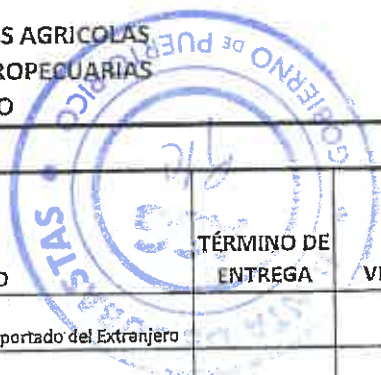 S AGRICOLAS
ROPECUARIAS
O
GOBIERNO DE PUERTO RICO
TÉRMINO DE
ENTREGA
O
VI
portado del Extranjero